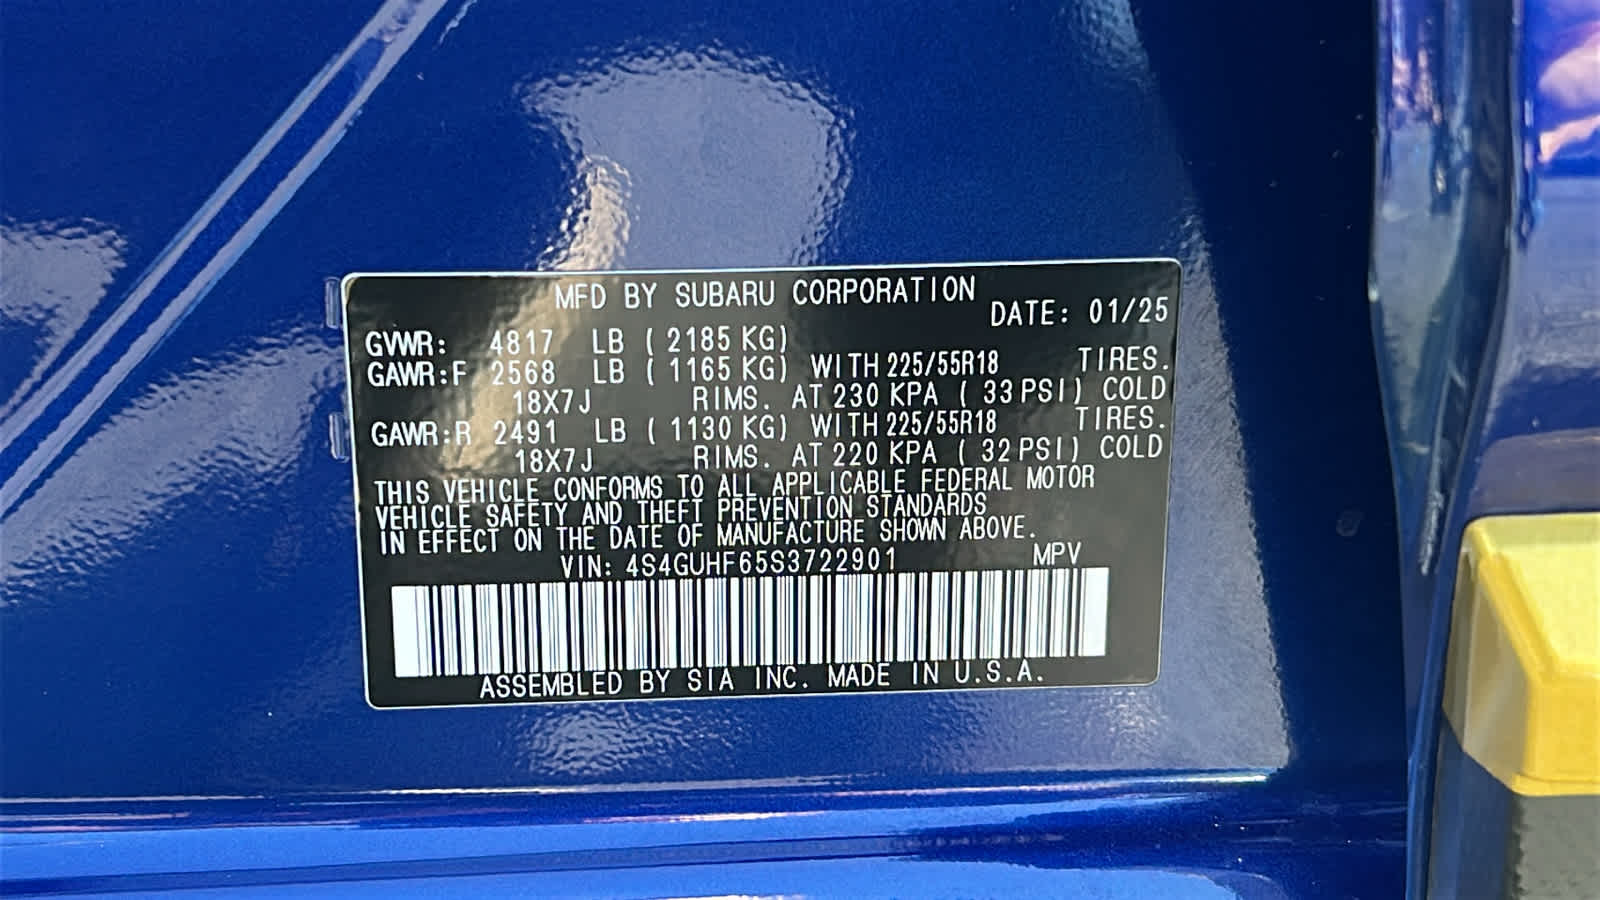 MFD BY SUBARU CORPORATION
DATE: 01/25
GVWR: 4817 LB ( 2185 KG)
GAWR:F 2568 LB ( 1165 KG) WITH 225/55R18 TIRES.
18X7J RIMS. AT 230 KPA ( 33 PSI) COLD
GAWR:R 2491 LB ( 1130 KG) WITH 225/55R18 TIRES.
18X7J RIMS. AT 220 KPA ( 32 PSI) COLD
THIS VEHICLE CONFORMS TO ALL APPLICABLE FEDERAL MOTOR
VEHICLE SAFETY AND THEFT PREVENTION STANDARDS
IN EFFECT ON THE DATE OF MANUFACTURE SHOWN ABOVE.
VIN: 4S4GUHF65S3722901 MPV
ASSEMBLED BY SIA INC. MADE IN U.S.A.